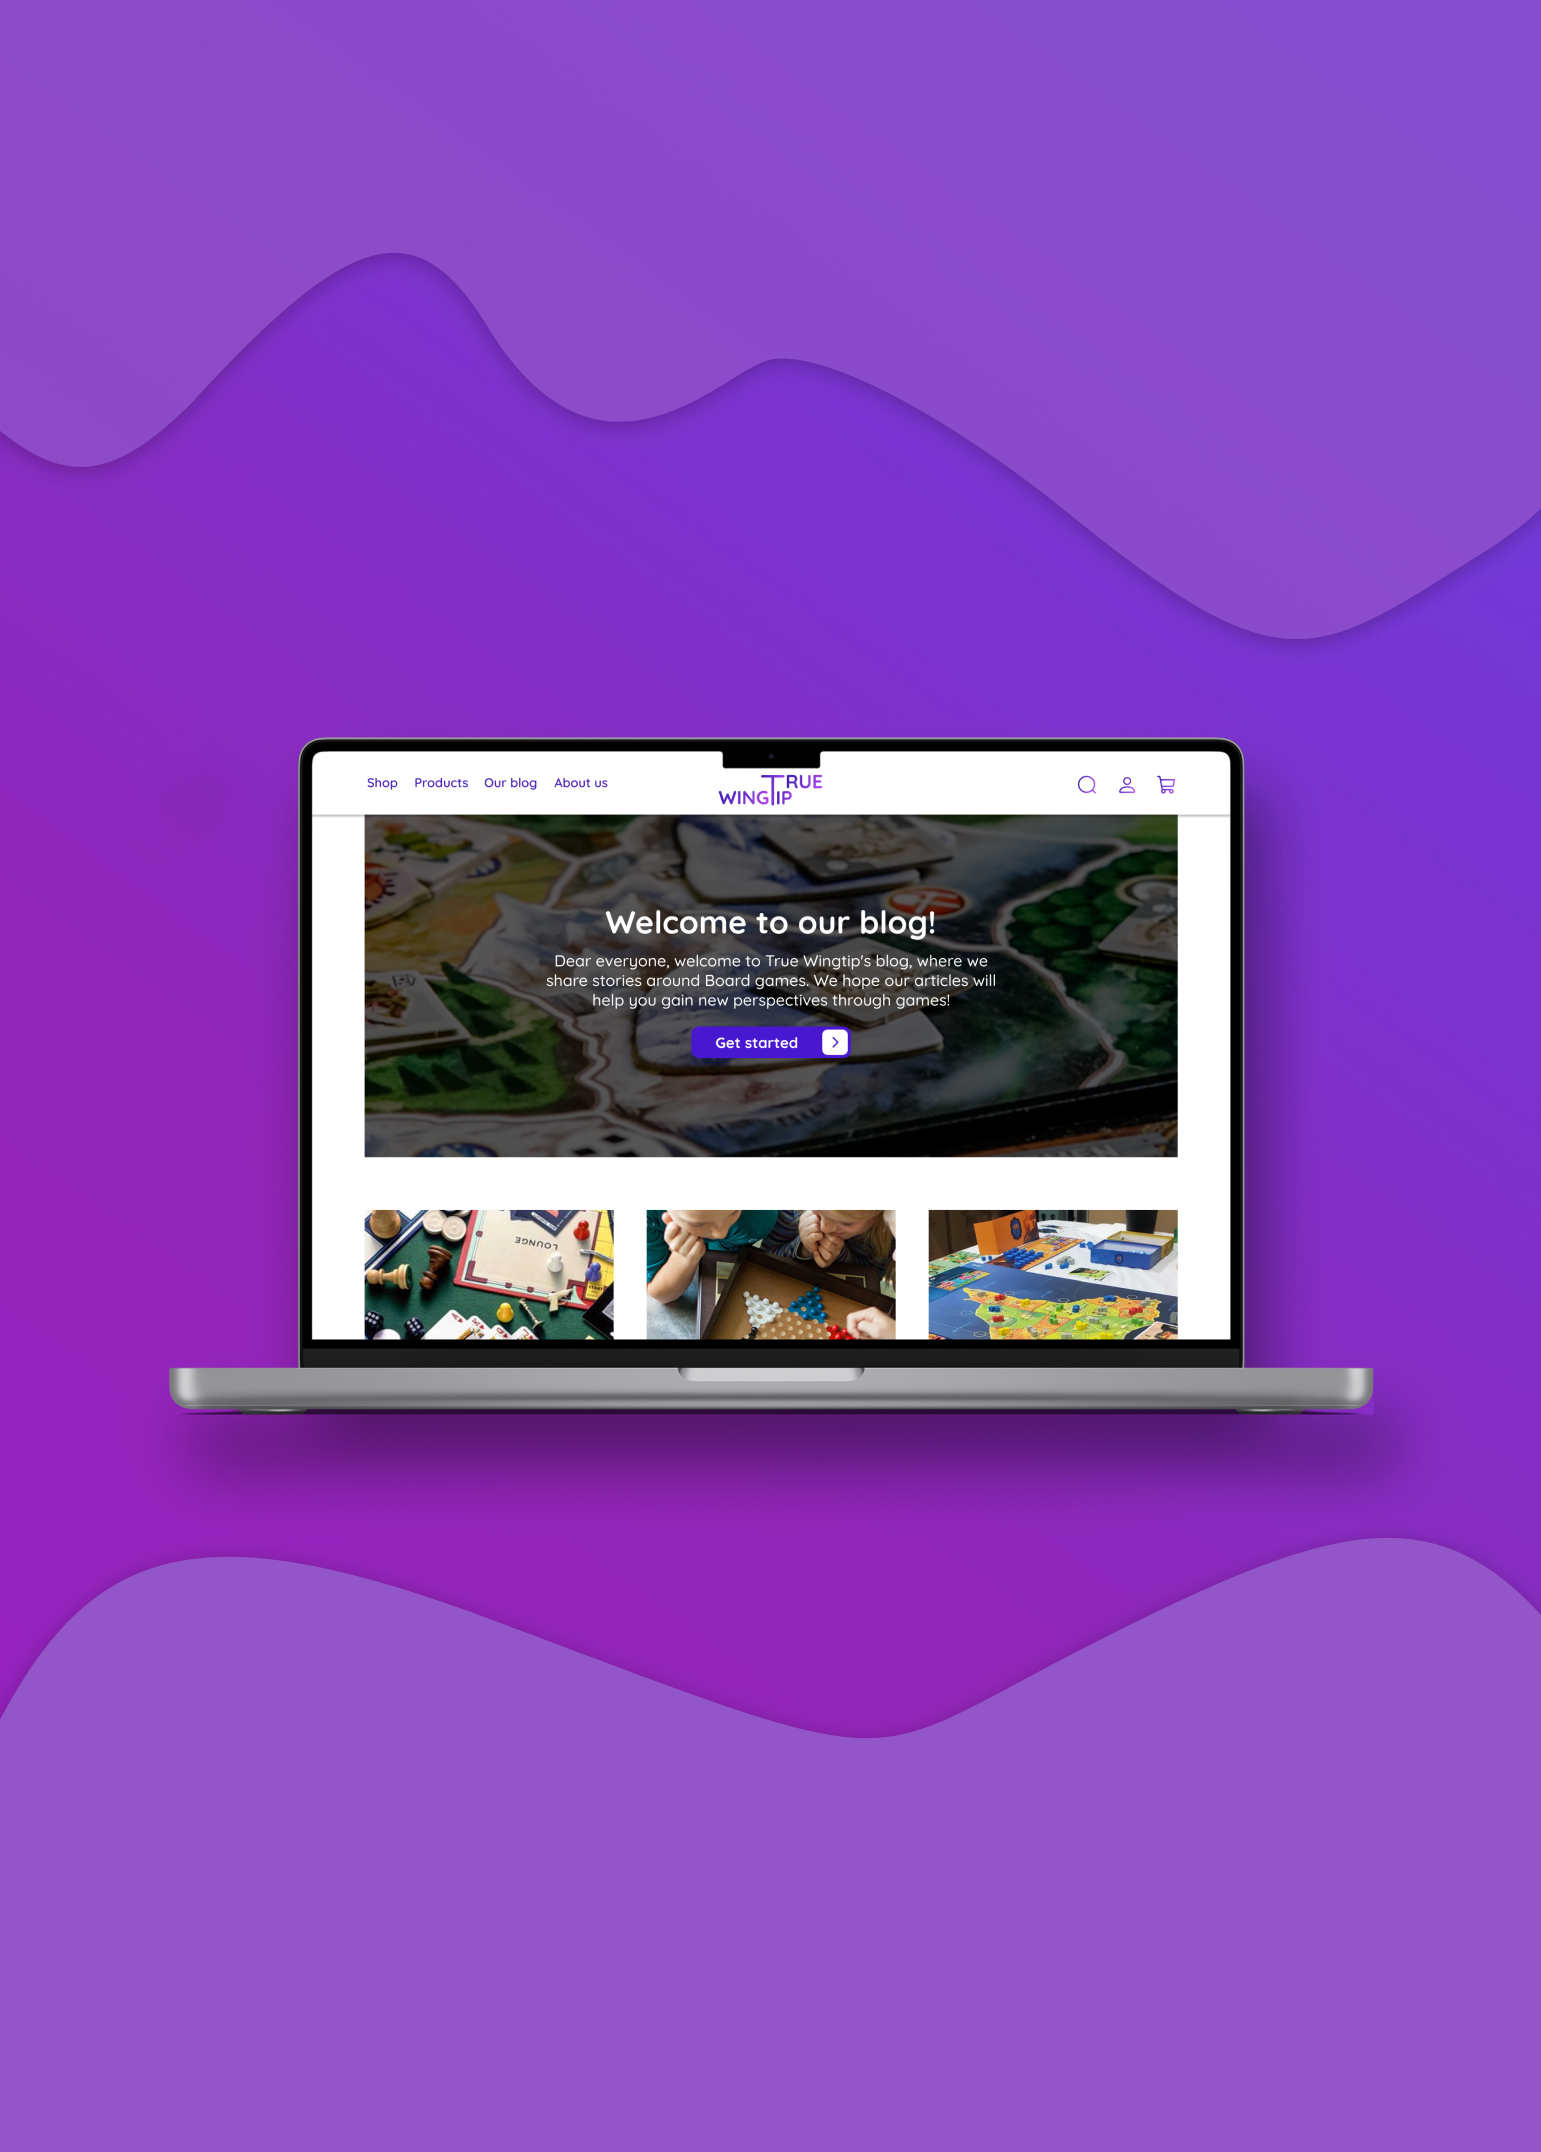 Shop Products Our blog About us
TRUE
WINGTIP
Welcome to our blog!
Dear everyone, welcome to True Wingtip's blog, where we
share stories around Board games. We hope our articles will
help you gain new perspectives through games!
Get started
LOUNGE